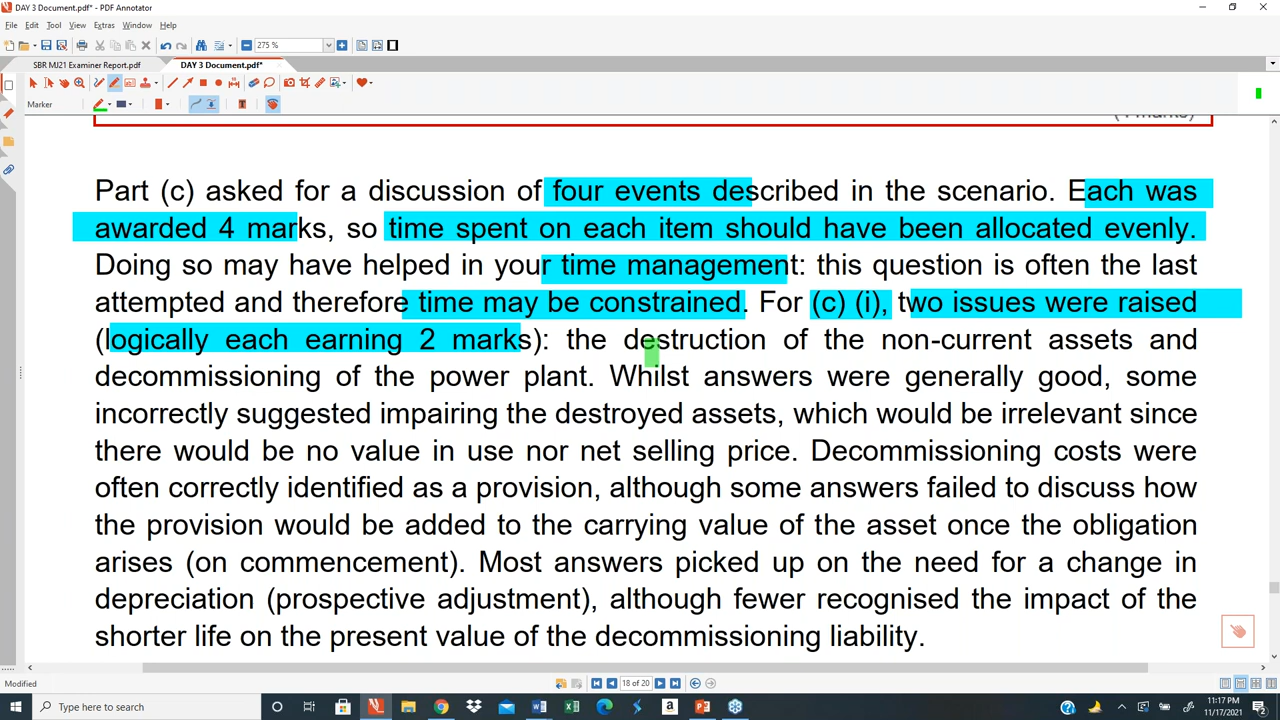 DAY 3 Document.pdf* - PDF Annotator
File Edit Tool View Extras Window Help
275 %
SBR MJ21 Examiner Report.pdf DAY 3 Document.pdf*
Marker
Part (c) asked for a discussion of four events described in the scenario. Each was
awarded 4 marks, so time spent on each item should have been allocated evenly.
Doing so may have helped in your time management: this question is often the last
attempted and therefore time may be constrained. For (c) (i), two issues were raised
(logically each earning 2 marks): the destruction of the non-current assets and
decommissioning of the power plant. Whilst answers were generally good, some
incorrectly suggested impairing the destroyed assets, which would be irrelevant since
there would be no value in use nor net selling price. Decommissioning costs were
often correctly identified as a provision, although some answers failed to discuss how
the provision would be added to the carrying value of the asset once the obligation
arises (on commencement). Most answers picked up on the need for a change in
depreciation (prospective adjustment), although fewer recognised the impact of the
shorter life on the present value of the decommissioning liability.
Modified 18 of 20
Type here to search
11:17 PM
11/17/2021